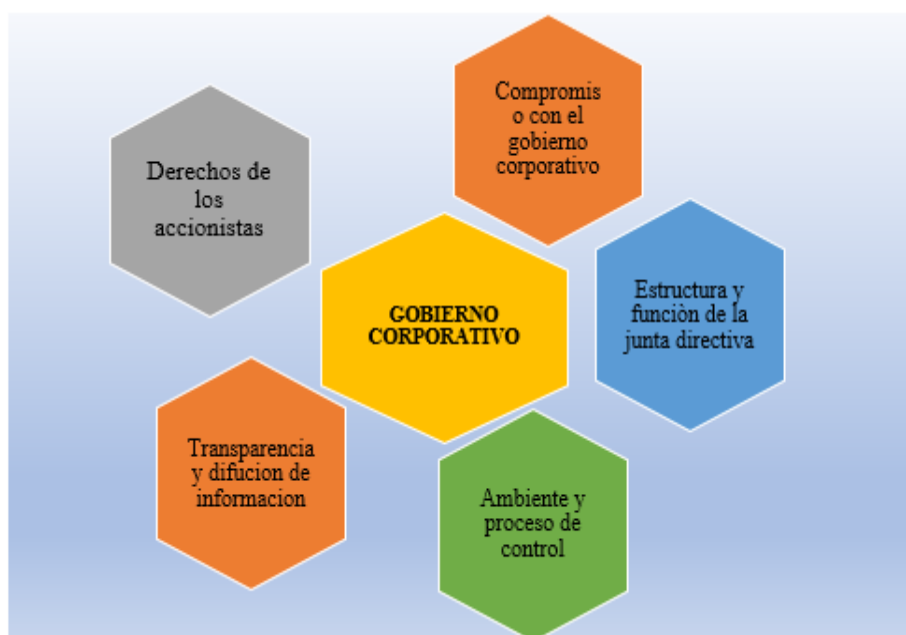 Compromis
o con el
gobierno
corporativo
Derechos de
los
accionistas
GOBIERNO
CORPORATIVO
Estructura y
funciòn de la
junta directiva
Transparencia
y difucion de
informacion
Ambiente y
proceso de
control